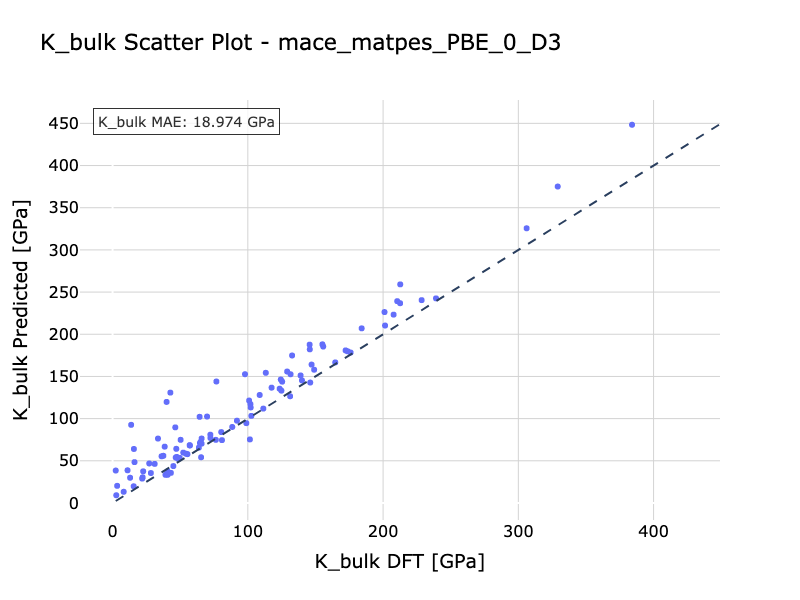 K_bulk Scatter Plot - mace_matpes_PBE_0_D3
K_bulk MAE: 18.974 GPa
450
400
350
300
250
200
150
100
50
0
K_bulk Predicted [GPa]
0 100 200 300 400
K_bulk DFT [GPa]